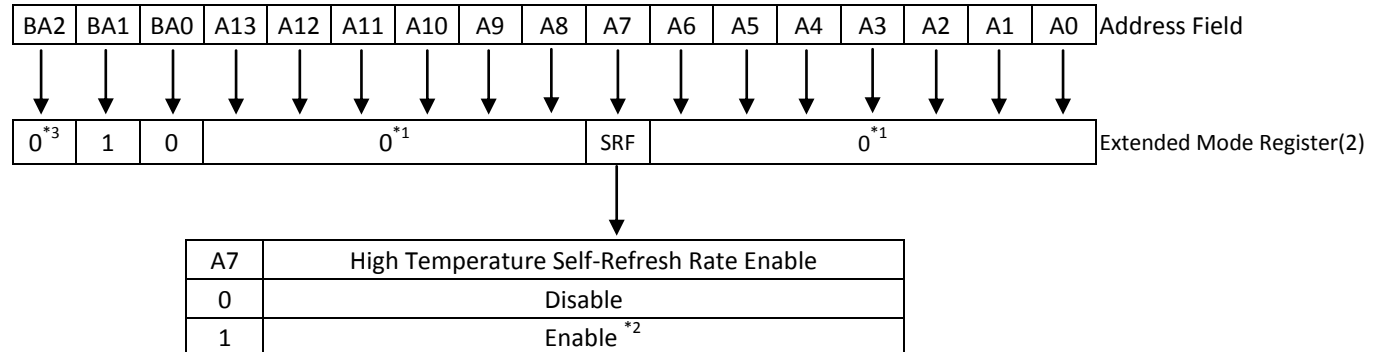 BA2 BA1 BA0 A13 A12 A11 A10 A9 A8 A7 A6 A5 A4 A3 A2 A1 A0 Address Field
0*3 1 0 0*1 SRF 0*1 Extended Mode Register(2)
A7 High Temperature Self-Refresh Rate Enable
0 Disable
1 Enable *2